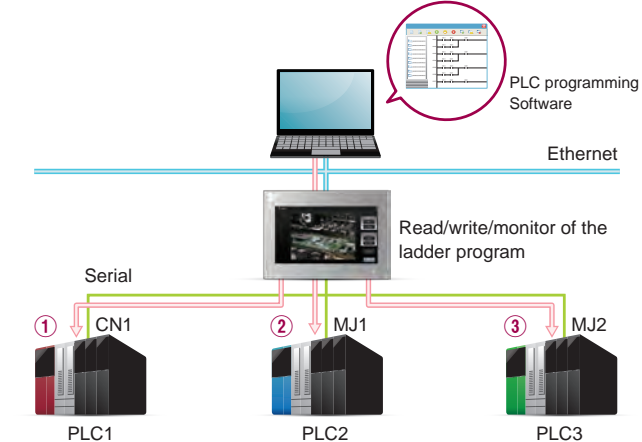 PLC programming
Software
Ethernet
Read/write/monitor of the
ladder program
Serial
① CN1
② MJ1
③ MJ2
PLC1
PLC2
PLC3